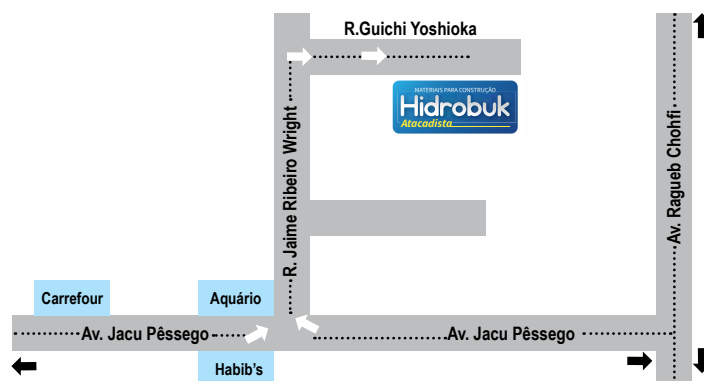 R.Guichi Yoshioka
MATERIAIS PARA CONSTRUÇÃO
Hidrobuk
Atacadista
R. Jaime Ribeiro Wright
Av. Ragueb Chohfi
Carrefour
Aquário
Av. Jacu Pêssego
Av. Jacu Pêssego
Habib's